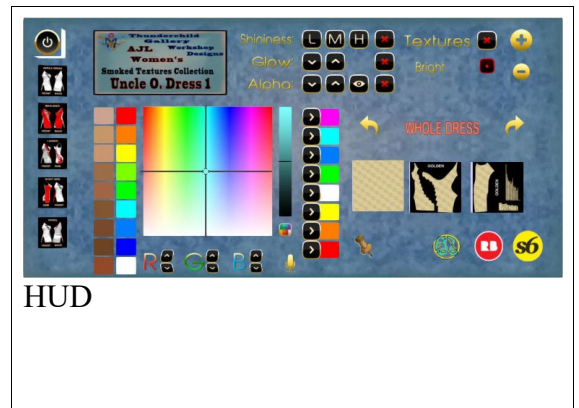 Thunderchild
Gallery
AJL Workshop
Designs
Women's
Smoked Textures Collection
Uncle O. Dress 1
Shininess: L M H
Glow:
Alpha:
Textures
Bright
WHOLE DRESS
GOLDEN
GOLDEN
R G B
RB
s6
HUD